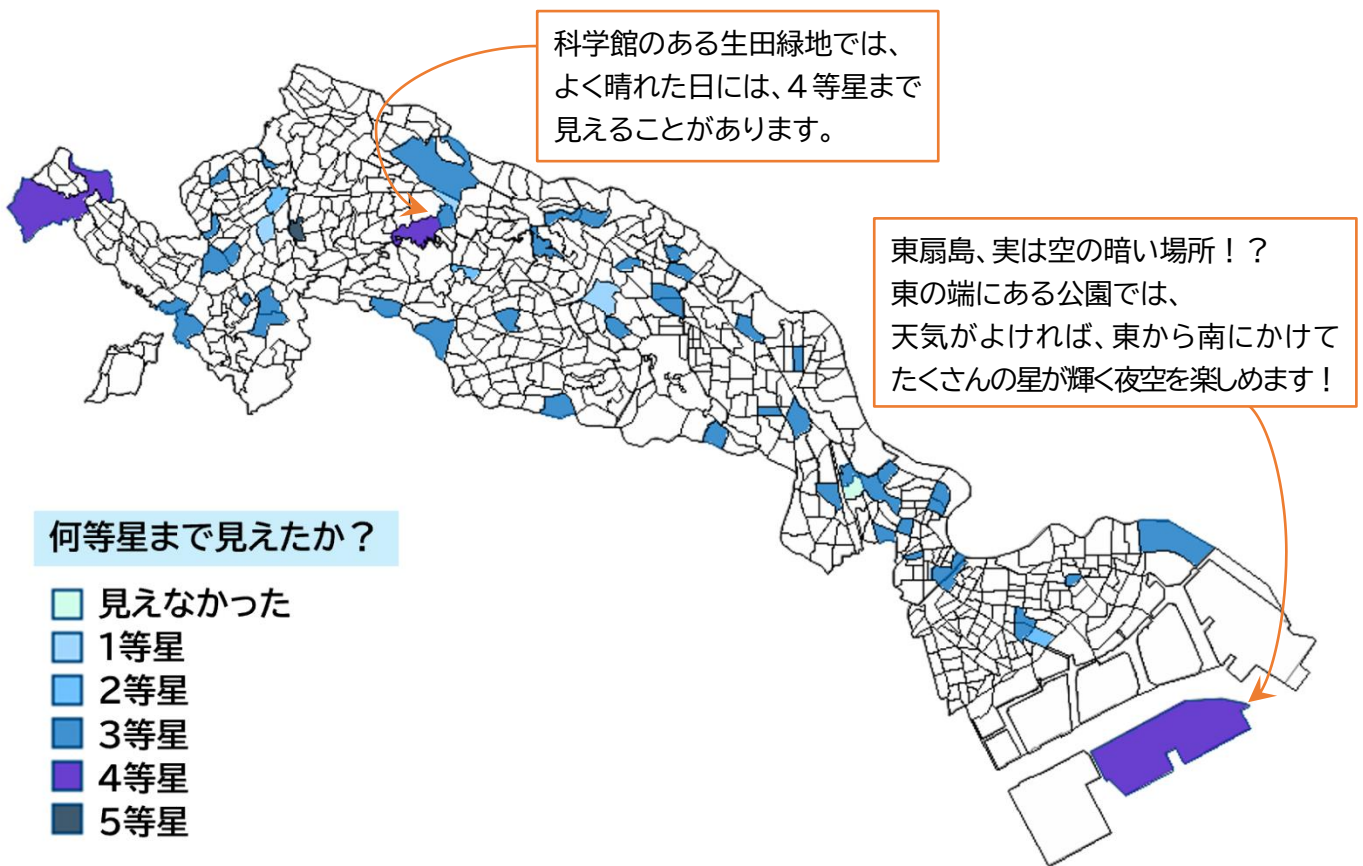 科学館のある生田緑地では、
よく晴れた日には、4等星まで
見えることがあります。
東扇島、実は空の暗い場所！？
東の端にある公園では、
天気がよければ、東から南にかけて
たくさんの星が輝く夜空を楽しめます！
何等星まで見えたか？
見えなかった
1等星
2等星
3等星
4等星
5等星